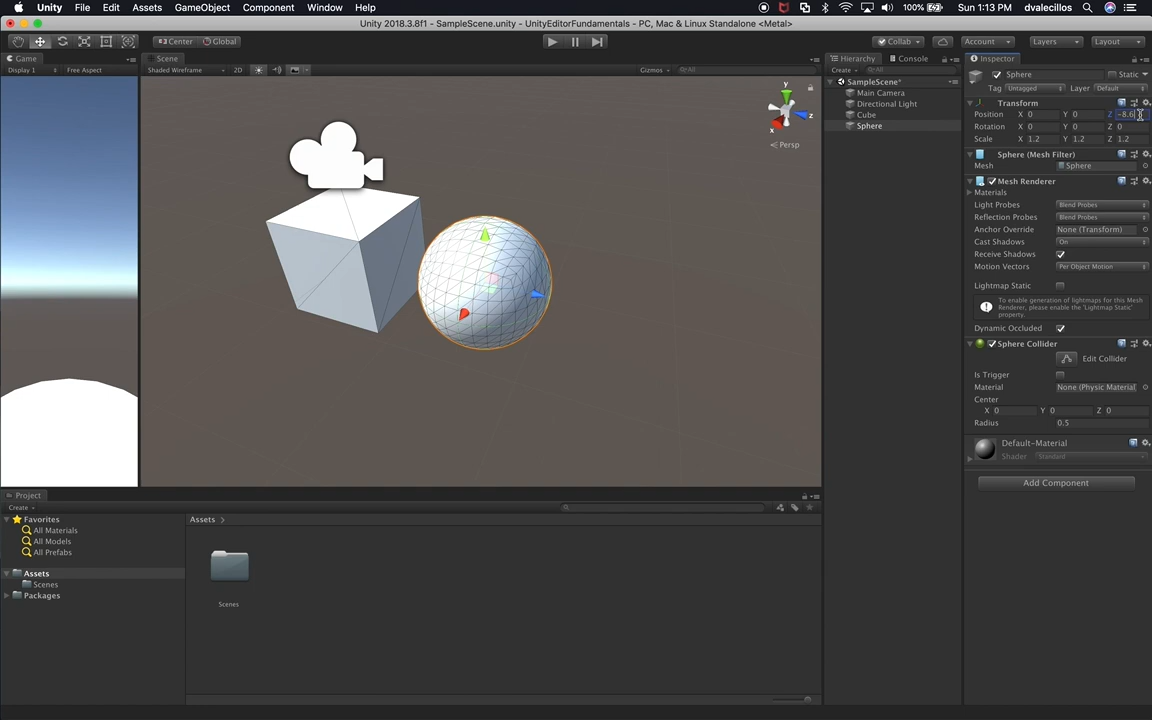 Unity File Edit Assets GameObject Component Window Help 100% Sun 1:13 PM dvalecillos
Unity 2018.3.8f1 - SampleScene.unity - UnityEditorFundamentals - PC, Mac & Linux Standalone <Metal>
Center Global Collab Account Layers Layout
Game Scene Hierarchy Console Inspector
Display 1 Free Aspect Shaded Wireframe 2D Gizmos All Create All
Sphere Static
Tag Untagged Layer Default
SampleScene*
Main Camera
Directional Light
Cube
Sphere
y
z
x
Persp
Transform
Position X 0 Y 0 Z -8.6
Rotation X 0 Y 0 Z 0
Scale X 1.2 Y 1.2 Z 1.2
Sphere (Mesh Filter)
Mesh Sphere
Mesh Renderer
Materials
Light Probes Blend Probes
Reflection Probes Blend Probes
Anchor Override None (Transform)
Cast Shadows On
Receive Shadows
Motion Vectors Per Object Motion
Lightmap Static
To enable generation of lightmaps for this Mesh
Renderer, please enable the 'Lightmap Static'
property.
Dynamic Occluded
Sphere Collider
Edit Collider
Is Trigger
Material None (Physic Material)
Center
X 0 Y 0 Z 0
Radius 0.5
Default-Material
Shader Standard
Add Component
Project
Create
Favorites
All Materials
All Models
All Prefabs
Assets
Scenes
Packages
Assets
Scenes